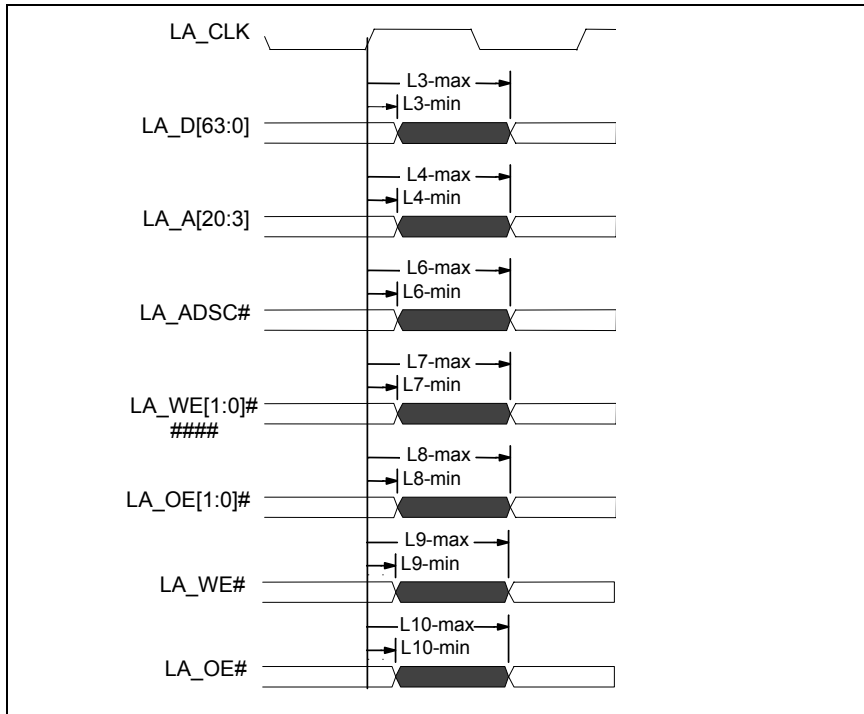 LA_CLK
L3-max
L3-min
LA_D[63:0]
L4-max
L4-min
LA_A[20:3]
L6-max
L6-min
LA_ADSC#
L7-max
L7-min
LA_WE[1:0]#
####
L8-max
L8-min
LA_OE[1:0]#
L9-max
L9-min
LA_WE#
L10-max
L10-min
LA_OE#